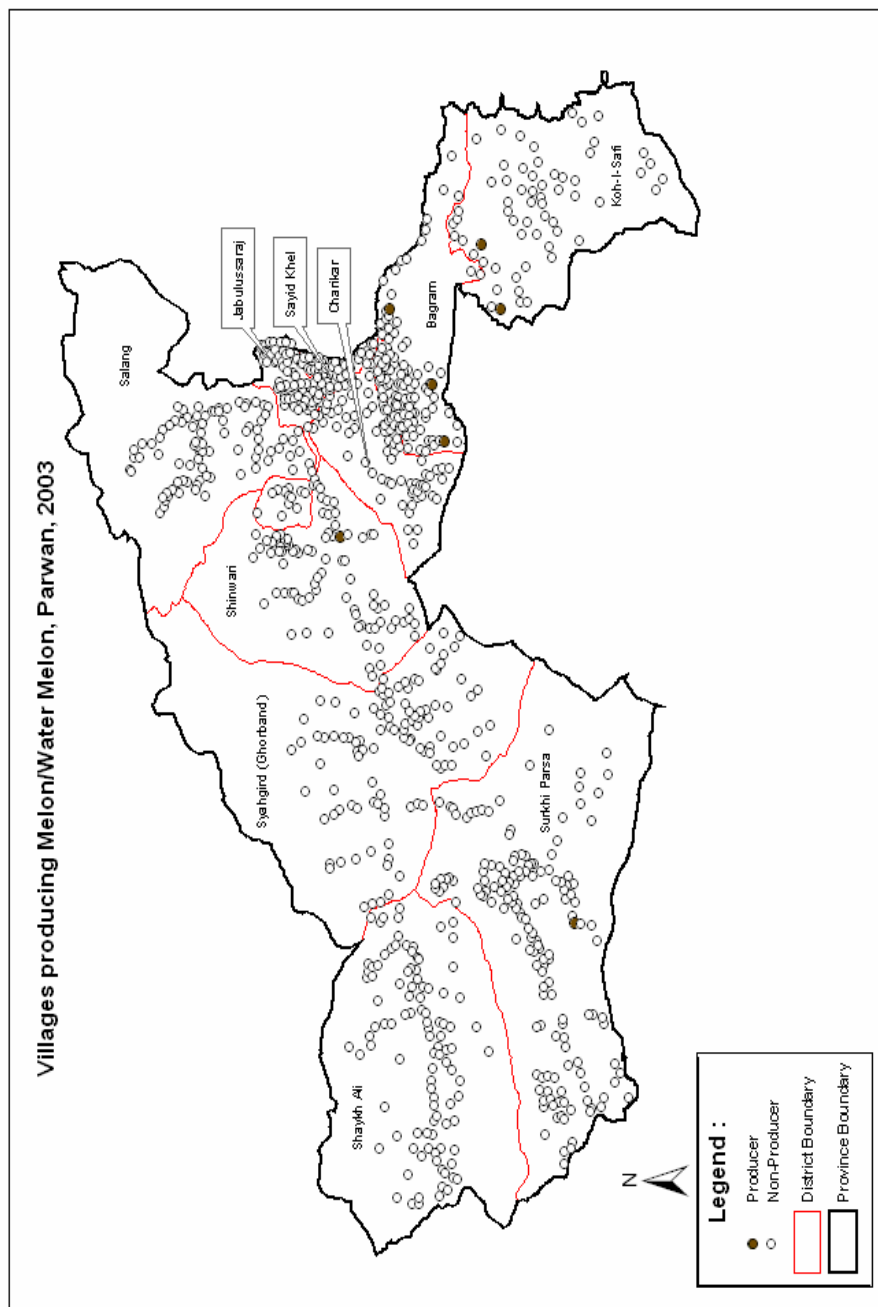 Villages producing Melon/Water Melon, Parwan, 2003
Salang
Jabulussaraj
Sayid Khel
Charikar
Shinwari
Bagram
Koh-I-Safi
Syahgird (Ghorband)
Surkhi Parsa
Shaykh Ali
N
Legend :
Producer
Non-Producer
District Boundary
Province Boundary